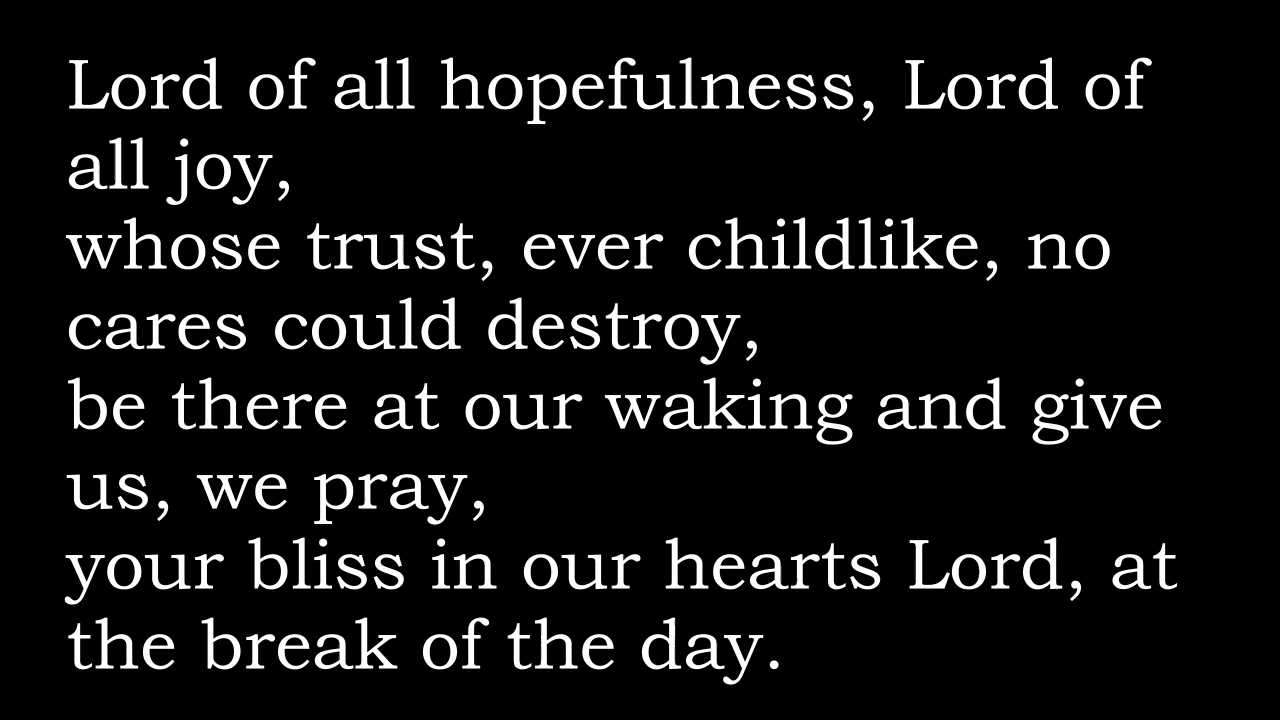 Lord of all hopefulness, Lord of
all joy,
whose trust, ever childlike, no
cares could destroy,
be there at our waking and give
us, we pray,
your bliss in our hearts Lord, at
the break of the day.